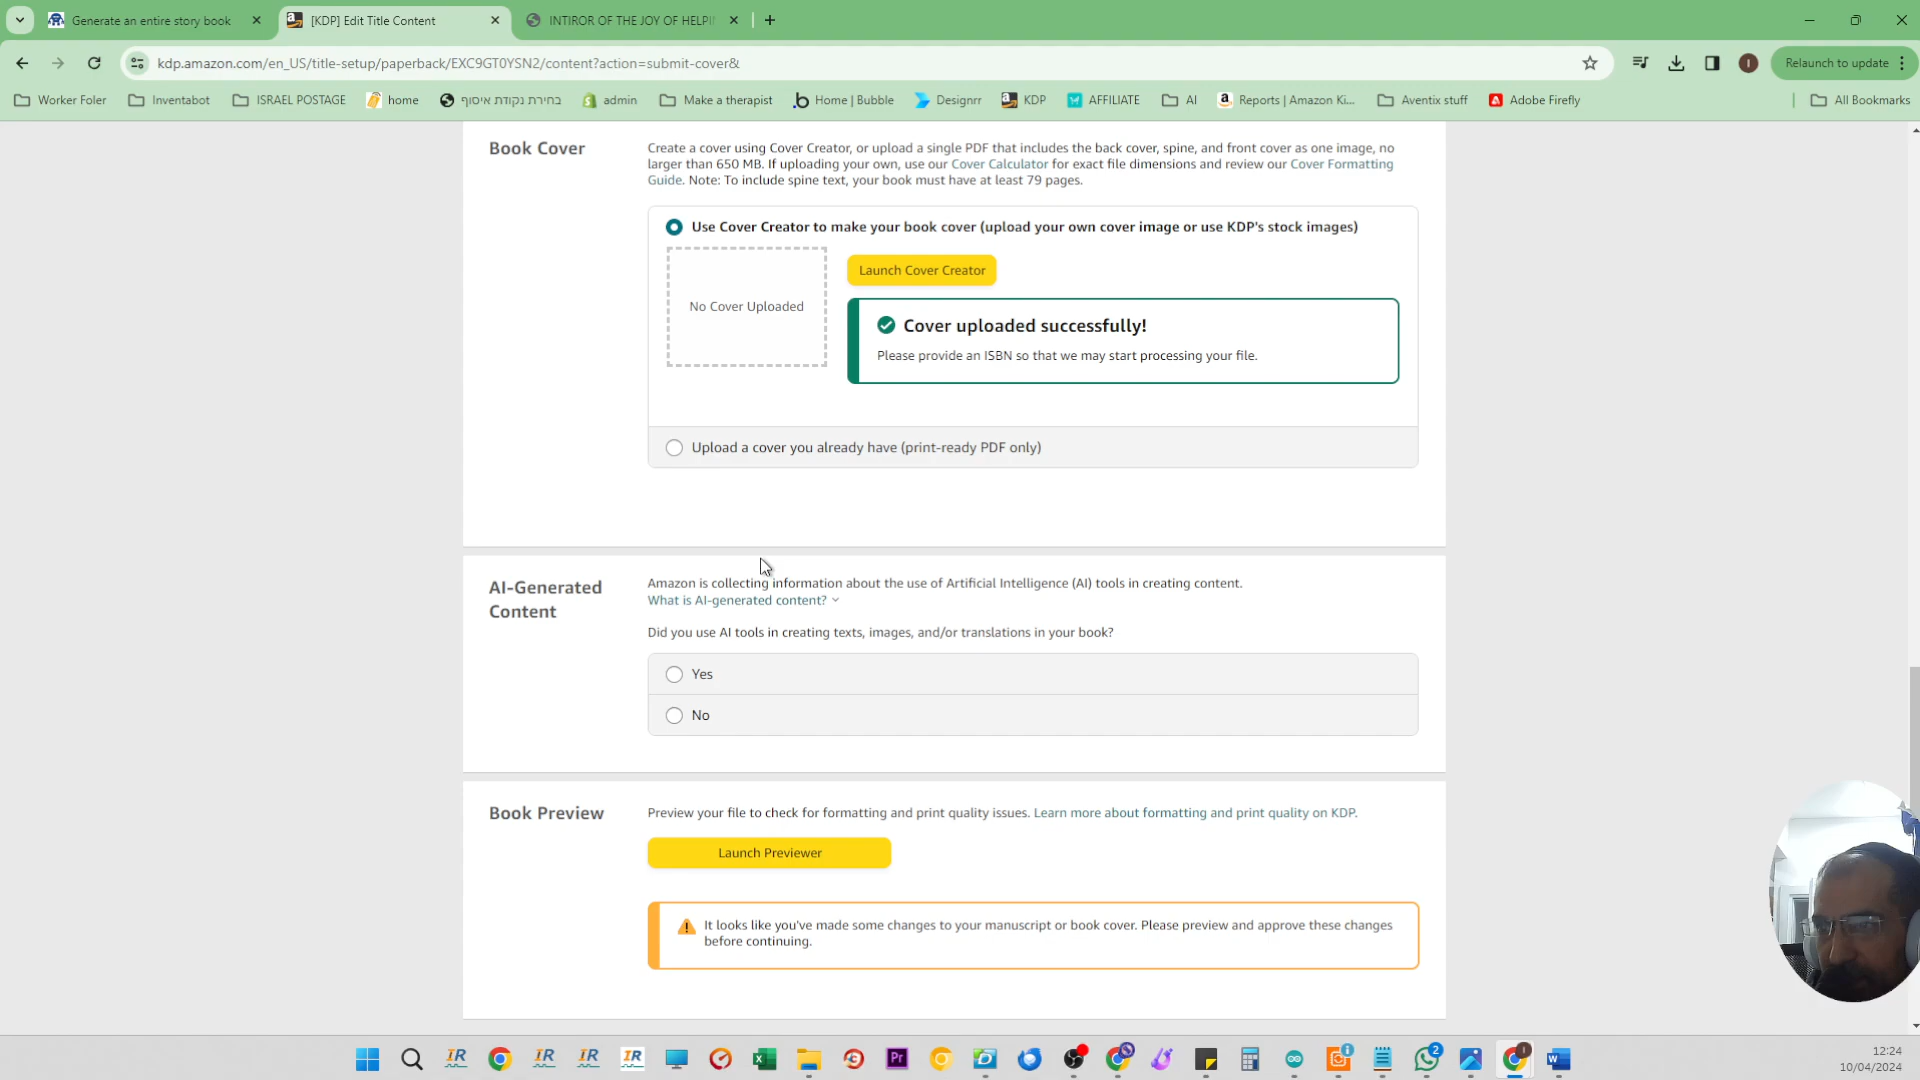 Generate an entire story book
[KDP] Edit Title Content
INTIROR OF THE JOY OF HELPI
kdp.amazon.com/en_US/title-setup/paperback/EXC9GT0YSN2/content?action=submit-cover&
Relaunch to update
Worker Foler
Inventabot
ISRAEL POSTAGE
home
בחירת נקודת איסוף
admin
Make a therapist
Home | Bubble
Designrr
KDP
AFFILIATE
AI
Reports | Amazon Ki...
Aventix stuff
Adobe Firefly
All Bookmarks
Book Cover
Create a cover using Cover Creator, or upload a single PDF that includes the back cover, spine, and front cover as one image, no
larger than 650 MB. If uploading your own, use our Cover Calculator for exact file dimensions and review our Cover Formatting
Guide. Note: To include spine text, your book must have at least 79 pages.
Use Cover Creator to make your book cover (upload your own cover image or use KDP's stock images)
No Cover Uploaded
Launch Cover Creator
Cover uploaded successfully!
Please provide an ISBN so that we may start processing your file.
Upload a cover you already have (print-ready PDF only)
AI-Generated
Content
Amazon is collecting information about the use of Artificial Intelligence (AI) tools in creating content.
What is AI-generated content?
Did you use AI tools in creating texts, images, and/or translations in your book?
Yes
No
Book Preview
Preview your file to check for formatting and print quality issues. Learn more about formatting and print quality on KDP.
Launch Previewer
It looks like you've made some changes to your manuscript or book cover. Please preview and approve these changes
before continuing.
12:24
10/04/2024